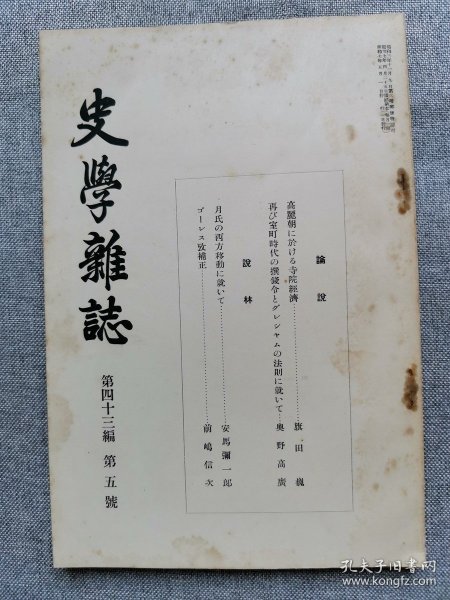 史學雜誌
第四十三編 第五號
論說
高麗朝に於ける寺院經濟……旗田巍
再び室町時代の撰錢令とグレシャムの法則に就いて……奧野高廣
說林
月氏の西方移動に就いて……安馬彌一郎
ゴーレス攷補正……前嶋信次
孔夫子旧书网
www.kongfz.com